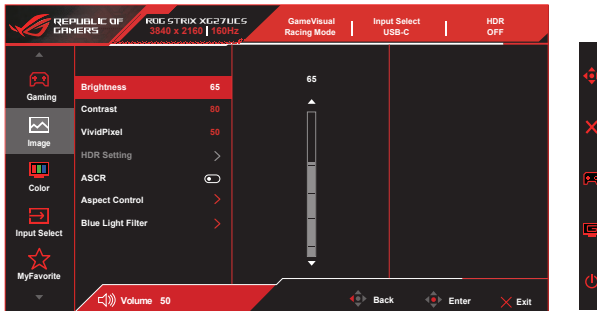 REPUBLIC OF
GAMERS
ROG STRIX XG27UCS
3840 x 2160 160Hz
GameVisual
Racing Mode
Input Select
USB-C
HDR
OFF
Gaming
Image
Color
Input Select
MyFavorite
Brightness 65
Contrast 80
VividPixel 50
HDR Setting
ASCR
Aspect Control
Blue Light Filter
65
Volume 50
Back
Enter
Exit